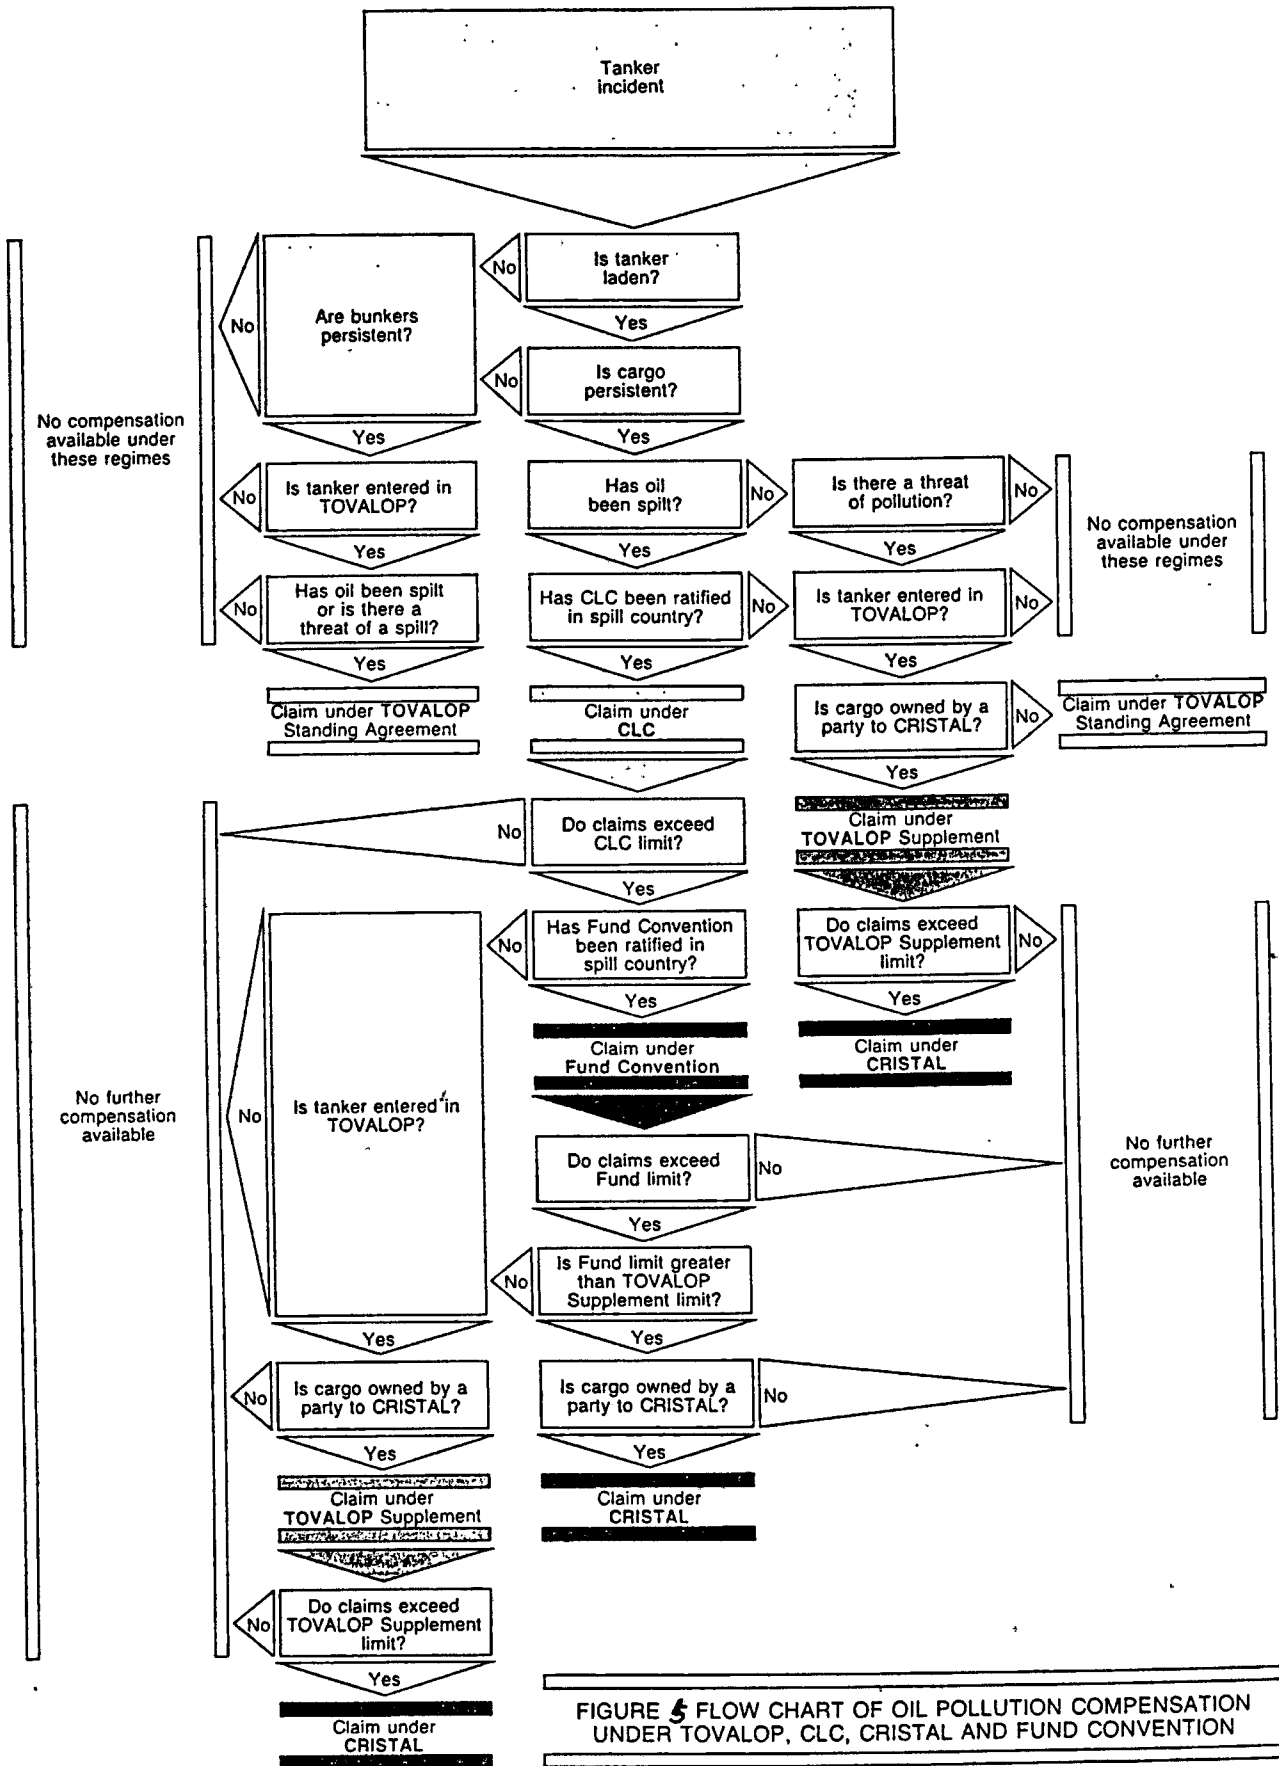 Tanker
incident
Is tanker
laden?
No
Yes
Are bunkers
persistent?
No
Yes
Is cargo
persistent?
No
Yes
No compensation
available under
these regimes
Is tanker entered in
TOVALOP?
No
Yes
Has oil
been spilt?
No
Yes
Is there a threat
of pollution?
No
Yes
No compensation
available under
these regimes
Has oil been spilt
or is there a
threat of a spill?
No
Yes
Has CLC been ratified
in spill country?
No
Yes
Is tanker entered in
TOVALOP?
No
Yes
Claim under TOVALOP
Standing Agreement
Claim under
CLC
Is cargo owned by a
party to CRISTAL?
No
Yes
Claim under TOVALOP
Standing Agreement
Do claims exceed
CLC limit?
No
Yes
Claim under
TOVALOP Supplement
Has Fund Convention
been ratified in
spill country?
No
Yes
Do claims exceed
TOVALOP Supplement
limit?
No
Yes
Claim under
Fund Convention
Claim under
CRISTAL
No further
compensation
available
Is tanker entered in
TOVALOP?
No
Yes
Do claims exceed
Fund limit?
No
Yes
No further
compensation
available
Is Fund limit greater
than TOVALOP
Supplement limit?
No
Yes
Is cargo owned by a
party to CRISTAL?
No
Yes
Is cargo owned by a
party to CRISTAL?
No
Yes
Claim under
TOVALOP Supplement
Claim under
CRISTAL
Do claims exceed
TOVALOP Supplement
limit?
No
Yes
Claim under
CRISTAL
FIGURE 5 FLOW CHART OF OIL POLLUTION COMPENSATION
UNDER TOVALOP, CLC, CRISTAL AND FUND CONVENTION